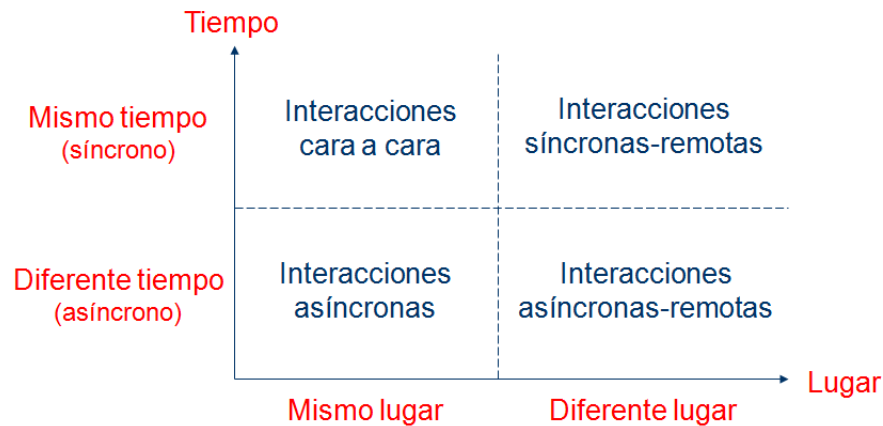 Tiempo
Mismo tiempo
(síncrono)
Interacciones
cara a cara
Interacciones
síncronas-remotas
Diferente tiempo
(asíncrono)
Interacciones
asíncronas
Interacciones
asíncronas-remotas
Lugar
Mismo lugar
Diferente lugar